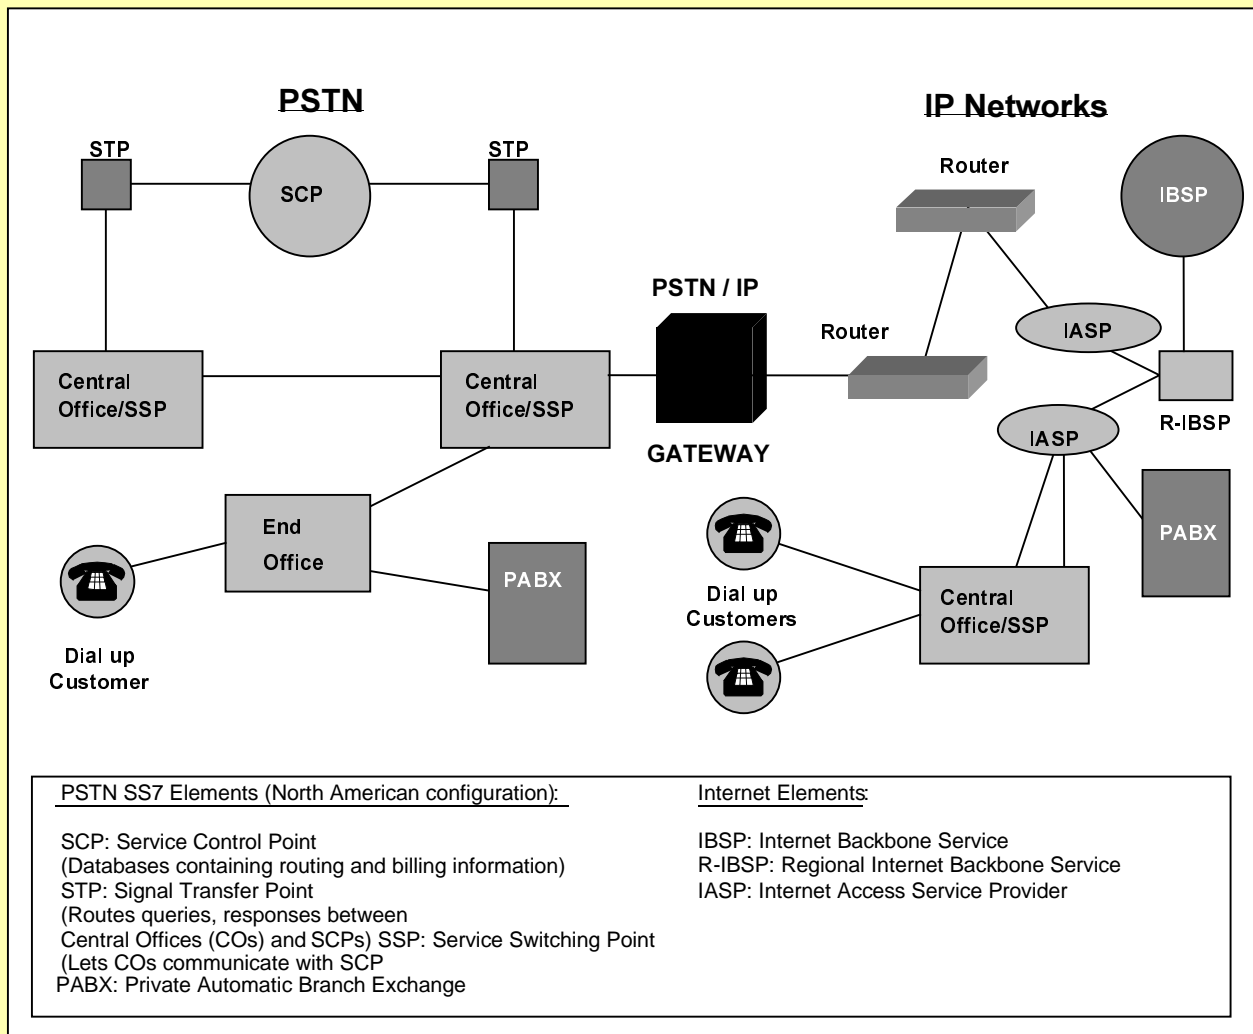 PSTN
IP Networks
STP
STP
SCP
Router
IBSP
PSTN / IP
Router
IASP
Central
Office/SSP
Central
Office/SSP
GATEWAY
IASP
R-IBSP
End
Office
PABX
PABX
Dial up
Customer
Dial up
Customers
Central
Office/SSP
PSTN SS7 Elements (North American configuration):
SCP: Service Control Point
(Databases containing routing and billing information)
STP: Signal Transfer Point
(Routes queries, responses between
Central Offices (COs) and SCPs) SSP: Service Switching Point
(Lets COs communicate with SCP
PABX: Private Automatic Branch Exchange
Internet Elements:
IBSP: Internet Backbone Service
R-IBSP: Regional Internet Backbone Service
IASP: Internet Access Service Provider